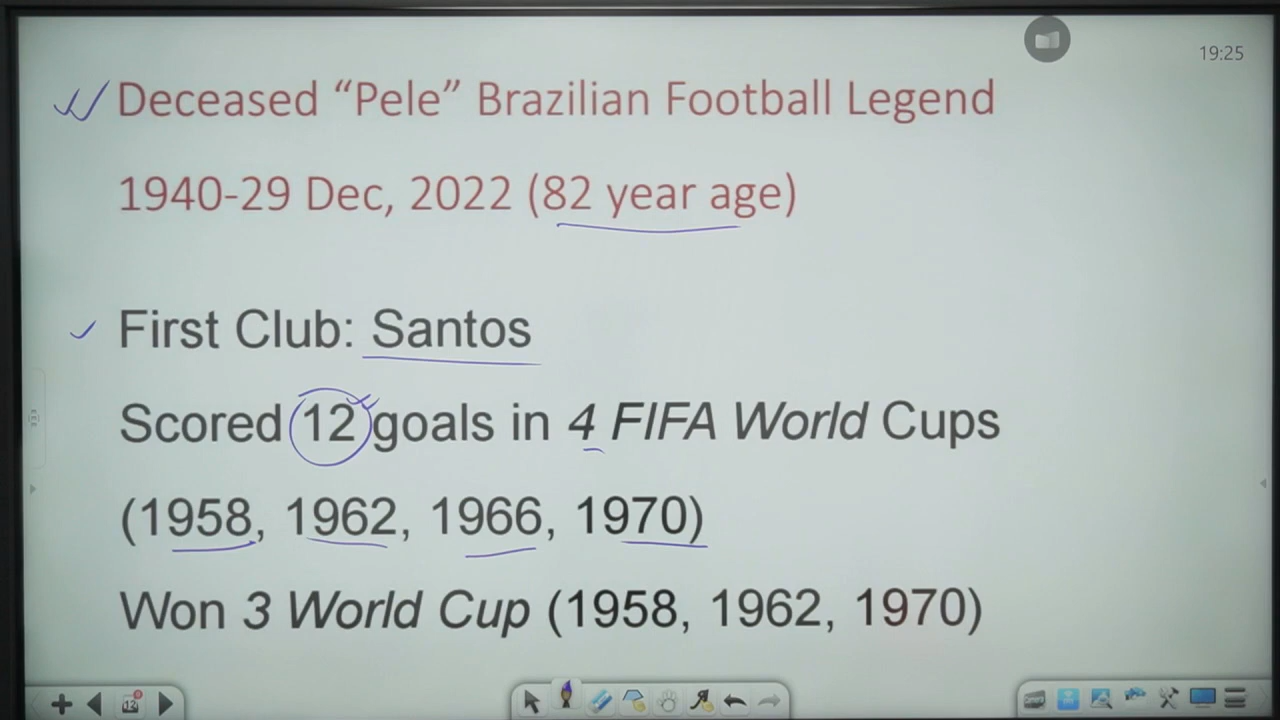 19:25
Deceased “Pele” Brazilian Football Legend
1940-29 Dec, 2022 (82 year age)
First Club: Santos
Scored 12 goals in 4 FIFA World Cups
(1958, 1962, 1966, 1970)
Won 3 World Cup (1958, 1962, 1970)